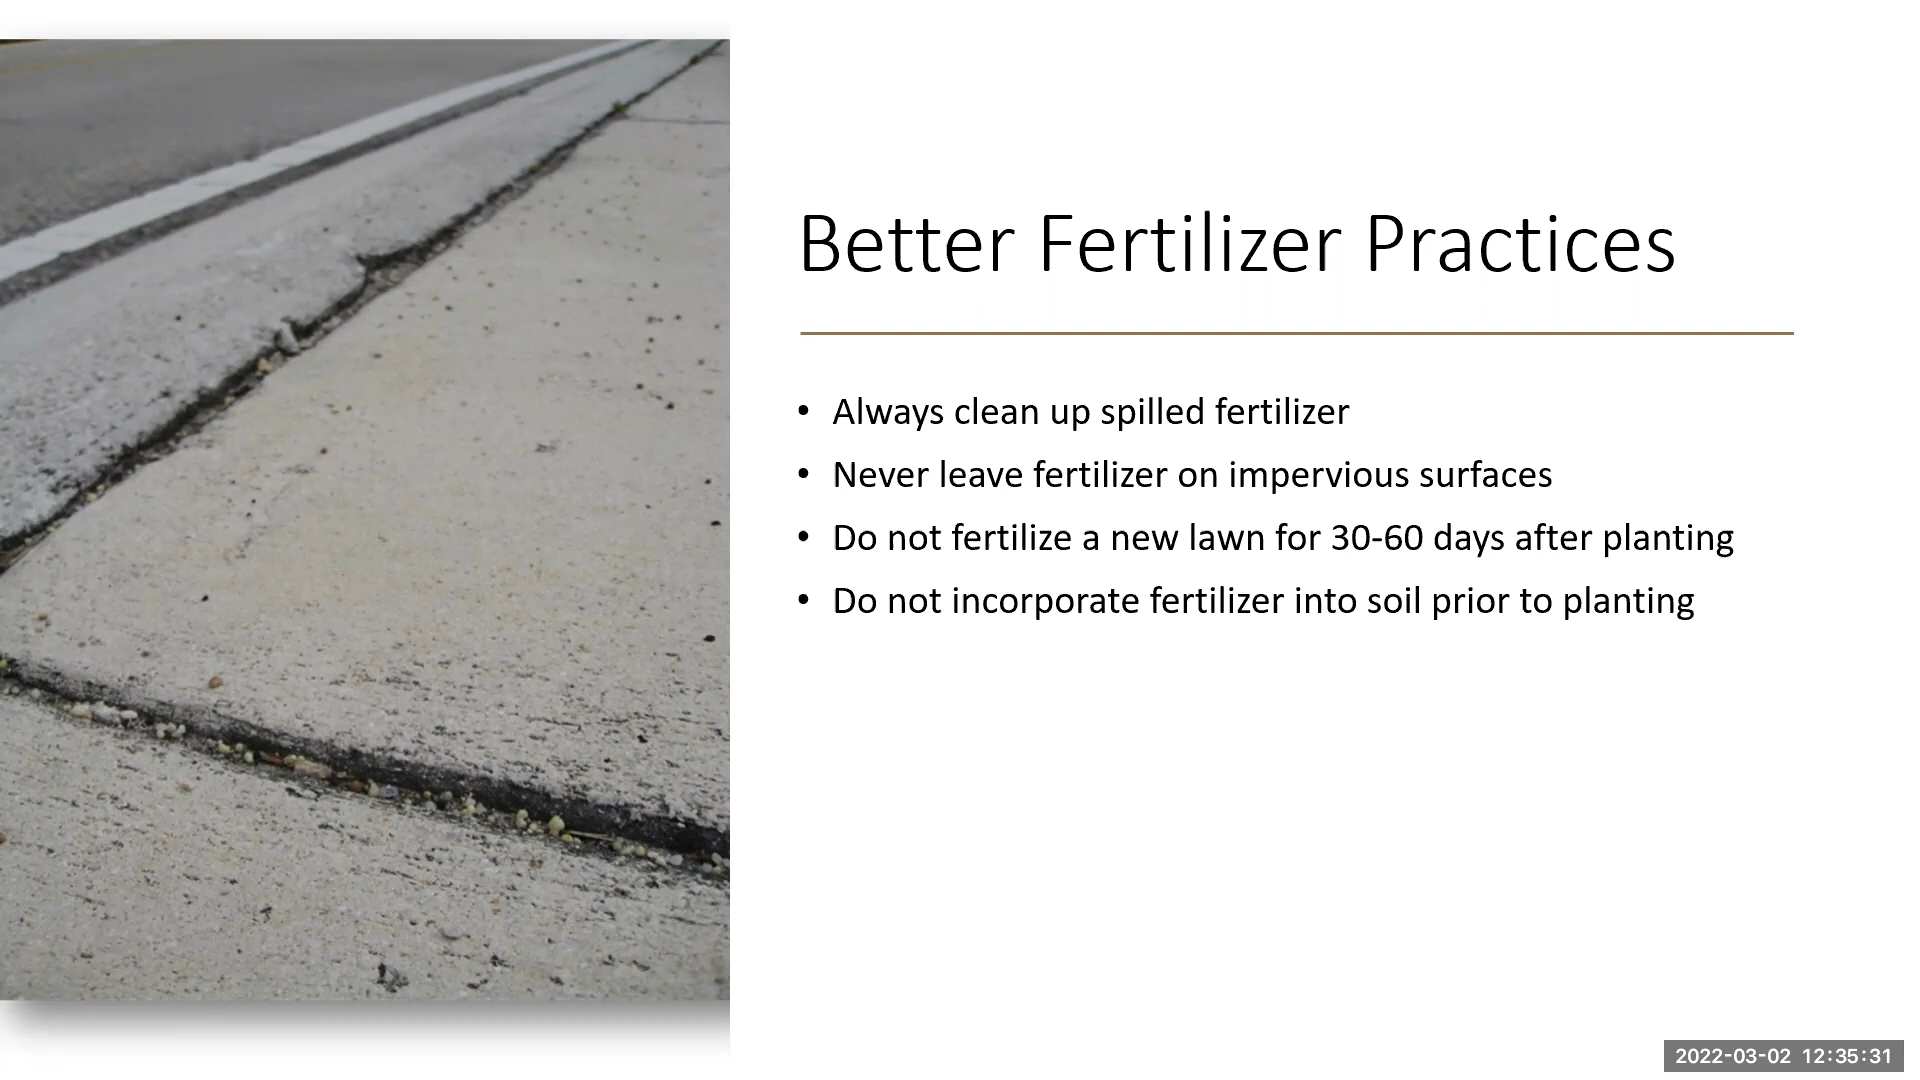 Better Fertilizer Practices
• Always clean up spilled fertilizer
• Never leave fertilizer on impervious surfaces
• Do not fertilize a new lawn for 30-60 days after planting
• Do not incorporate fertilizer into soil prior to planting
2022-03-02 12:35:31